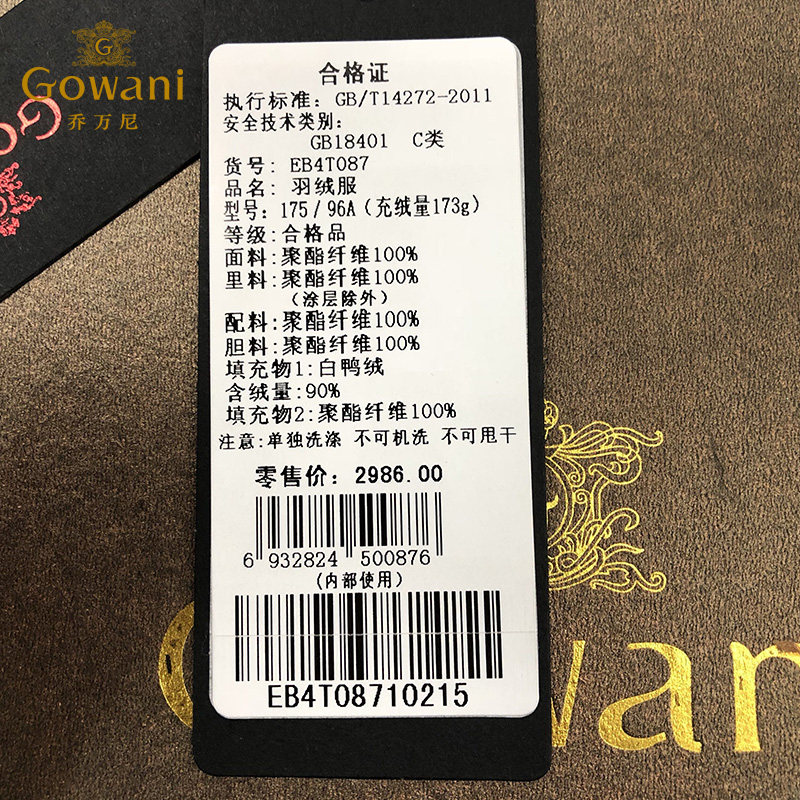 G
Gowani
乔万尼
Go
合格证
执行标准：GB/T14272-2011
安全技术类别：
GB18401 C类
货号：EB4T087
品名：羽绒服
型号：175/96A（充绒量173g）
等级：合格品
面料：聚酯纤维100%
里料：聚酯纤维100%
（涂层除外）
配料：聚酯纤维100%
胆料：聚酯纤维100%
填充物1：白鸭绒
含绒量：90%
填充物2：聚酯纤维100%
注意：单独洗涤 不可机洗 不可甩干
零售价：2986.00
6 932824 500876
（内部使用）
EB4T08710215
wani